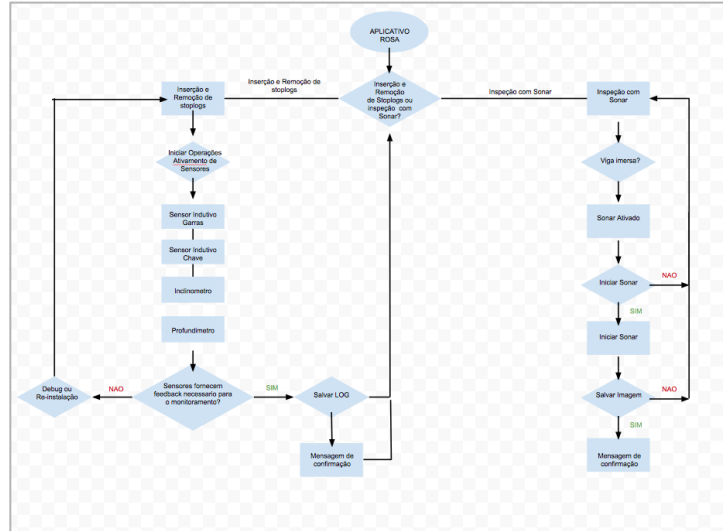 APLICATIVO
ROSA
Inserção e
Remoção
de Stoplogs ou
inspeção com
Sonar?
Inserção e Remoção de
stoplogs
Inspeção com Sonar
Inserção e
Remoção de
stoplogs
Iniciar Operações
Ativamento de
Sensores
Sensor Indutivo
Garras
Sensor Indutivo
Chave
Inclinometro
Profundímetro
Sensores fornecem
feedback necessario para
o monitoramento?
NAO
Debug ou
Re-instalação
SIM
Salvar LOG
Mensagem de
confirmação
Inspeção com
Sonar
Viga imersa?
Sonar Ativado
Iniciar Sonar
NAO
SIM
Iniciar Sonar
Salvar Imagem
NAO
SIM
Mensagem de
confirmação